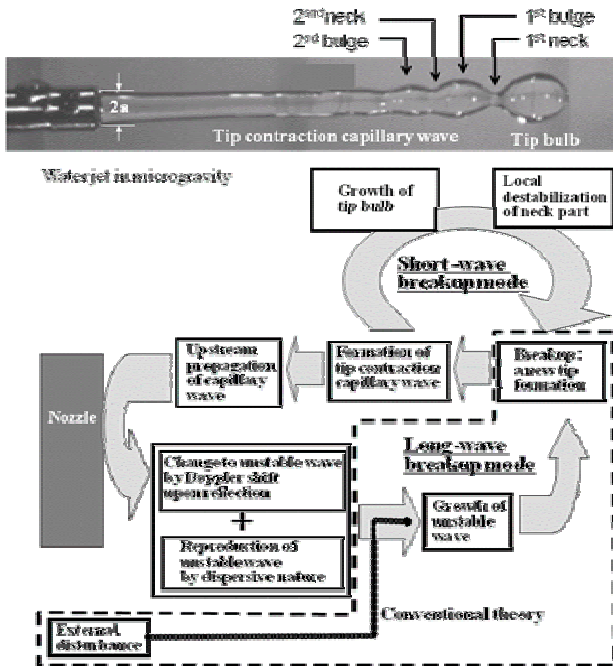 2nd neck
1st bulge
2nd bulge
1st neck
2a
Tip contraction capillary wave
Tip bulb
Water jet in microgravity
Growth of
tip bulb
Local
destabilization
of neck part
Short-wave
breakup mode
Upstream
propagation
of capillary
wave
Formation of
tip contraction
capillary wave
Breakup:
a new tip
formation
Nozzle
Change to unstable wave
by Doppler shift
upon reflection
+
Reproduction of
unstable wave
by dispersive nature
Long-wave
breakup mode
Growth of
unstable
wave
Conventional theory
External
disturbance